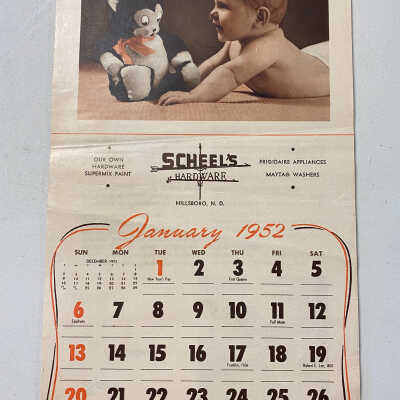 SCHEEL'S
HARDWARE
HILLSBORO, N. D.
OUR OWN
HARDWARE
SUPERMIX PAINT
FRIGIDAIRE APPLIANCES
MAYTAG WASHERS
January 1952
SUN MON TUE WED THU FRI SAT
DECEMBER 1951
1 2 3 4 5
New Year's Day
6 7 8 9 10 11 12
Epiphany Full Moon
13 14 15 16 17 18 19
Franklin, 1706 Robert E. Lee, 1807
20 21 22 23 24 25 26